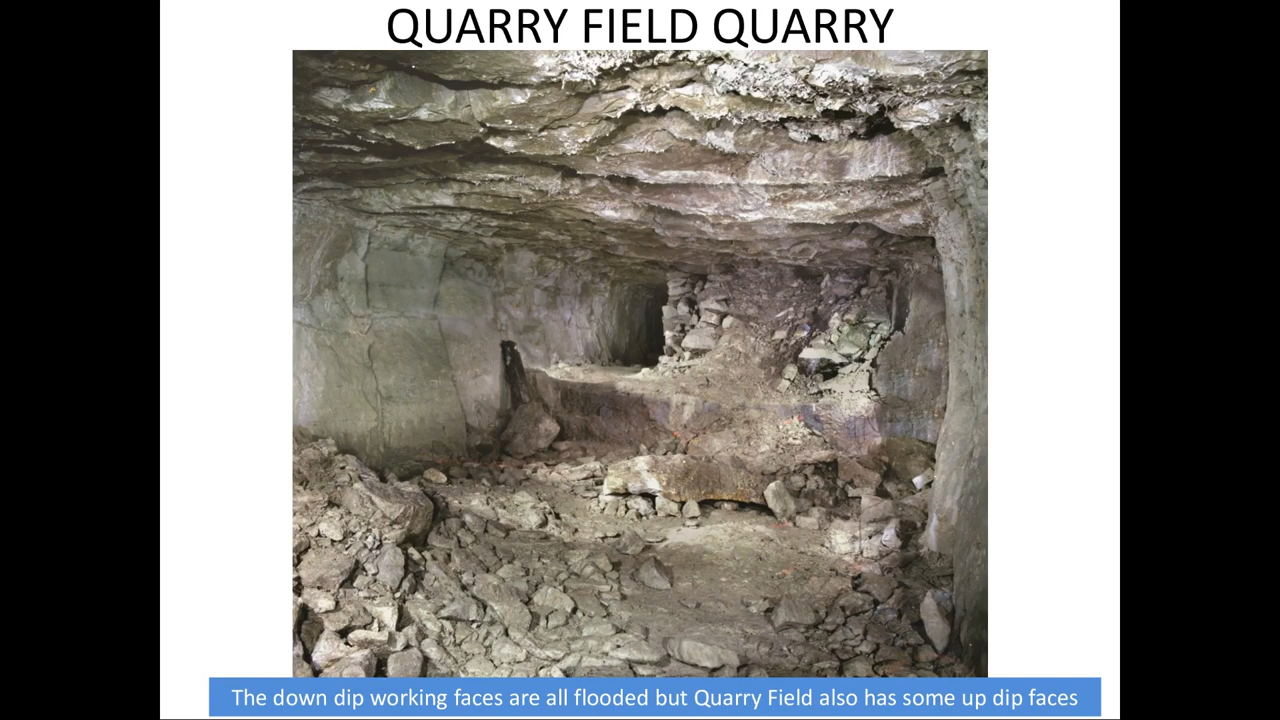 QUARRY FIELD QUARRY
The down dip working faces are all flooded but Quarry Field also has some up dip faces